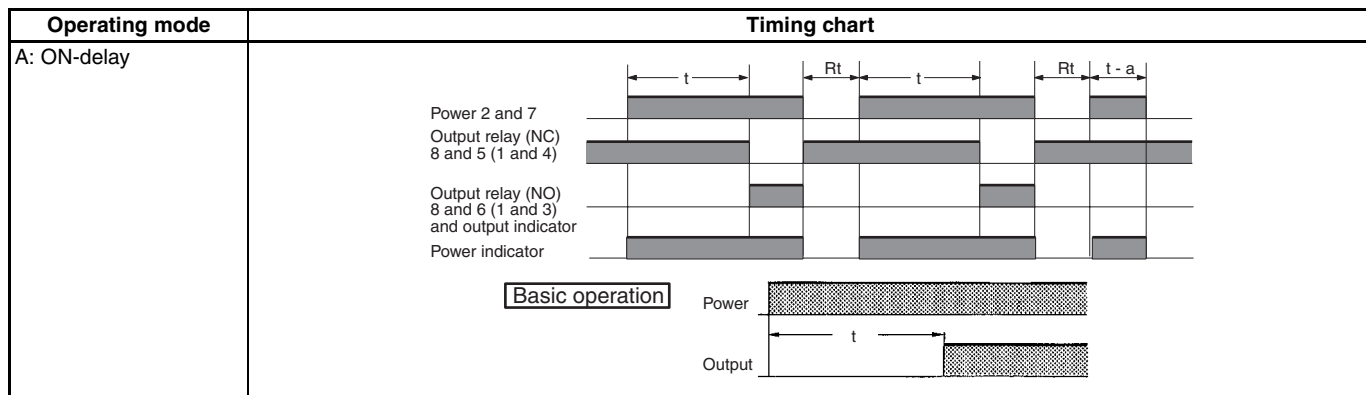 Operating mode
Timing chart
A: ON-delay
t
Rt
t
Rt
t - a
Power 2 and 7
Output relay (NC)
8 and 5 (1 and 4)
Output relay (NO)
8 and 6 (1 and 3)
and output indicator
Power indicator
Basic operation
Power
t
Output